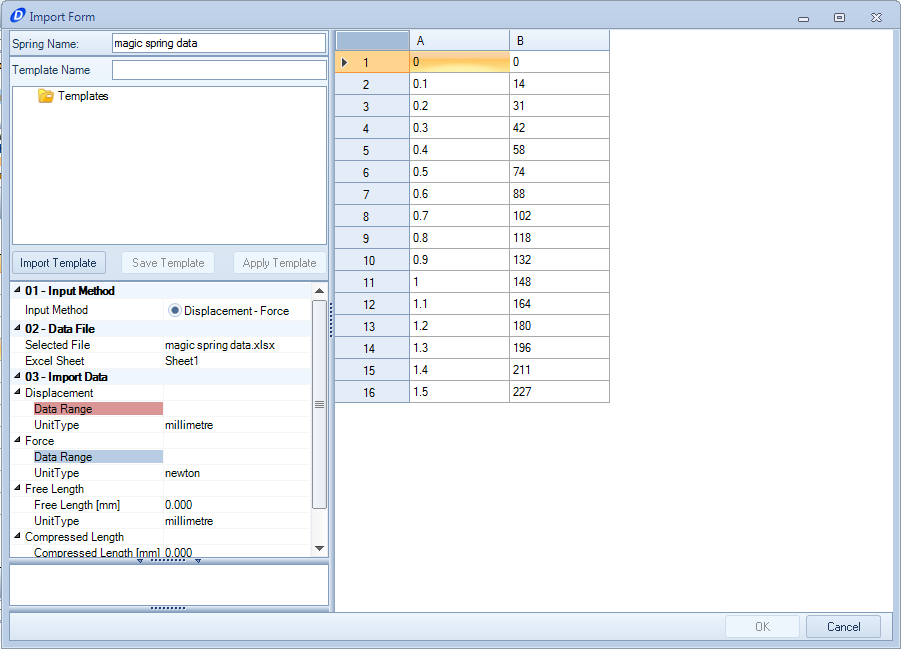 Import Form
Spring Name: magic spring data
Template Name
Templates
Import Template Save Template Apply Template
01 - Input Method
Input Method Displacement - Force
02 - Data File
Selected File magic spring data.xlsx
Excel Sheet Sheet1
03 - Import Data
Displacement
Data Range
UnitType millimetre
Force
Data Range
UnitType newton
Free Length
Free Length [mm] 0.000
UnitType millimetre
Compressed Length
Compressed Length [mm] 0.000
A B
1 0 0
2 0.1 14
3 0.2 31
4 0.3 42
5 0.4 58
6 0.5 74
7 0.6 88
8 0.7 102
9 0.8 118
10 0.9 132
11 1 148
12 1.1 164
13 1.2 180
14 1.3 196
15 1.4 211
16 1.5 227
OK Cancel